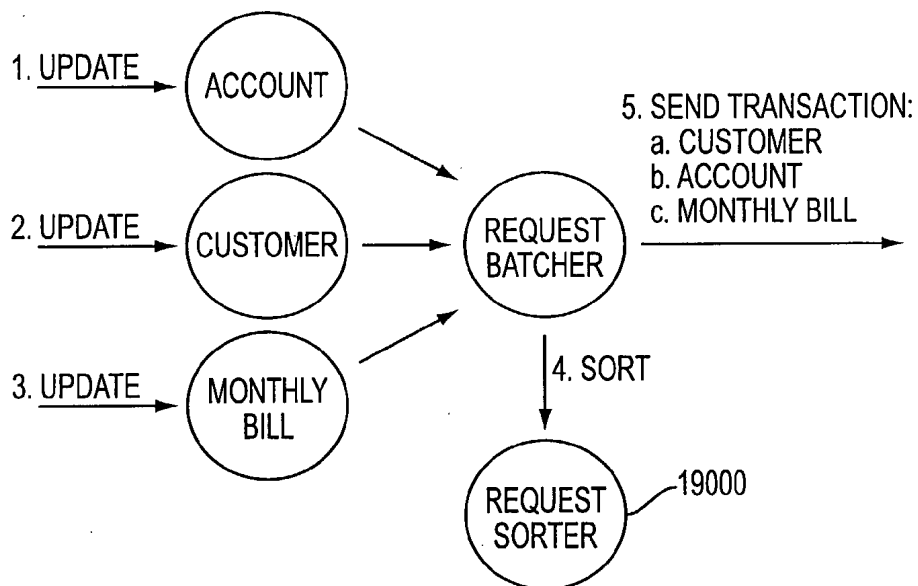 1. UPDATE
ACCOUNT
5. SEND TRANSACTION:
a. CUSTOMER
b. ACCOUNT
c. MONTHLY BILL
2. UPDATE
CUSTOMER
REQUEST
BATCHER
3. UPDATE
MONTHLY
BILL
4. SORT
REQUEST
SORTER
19000